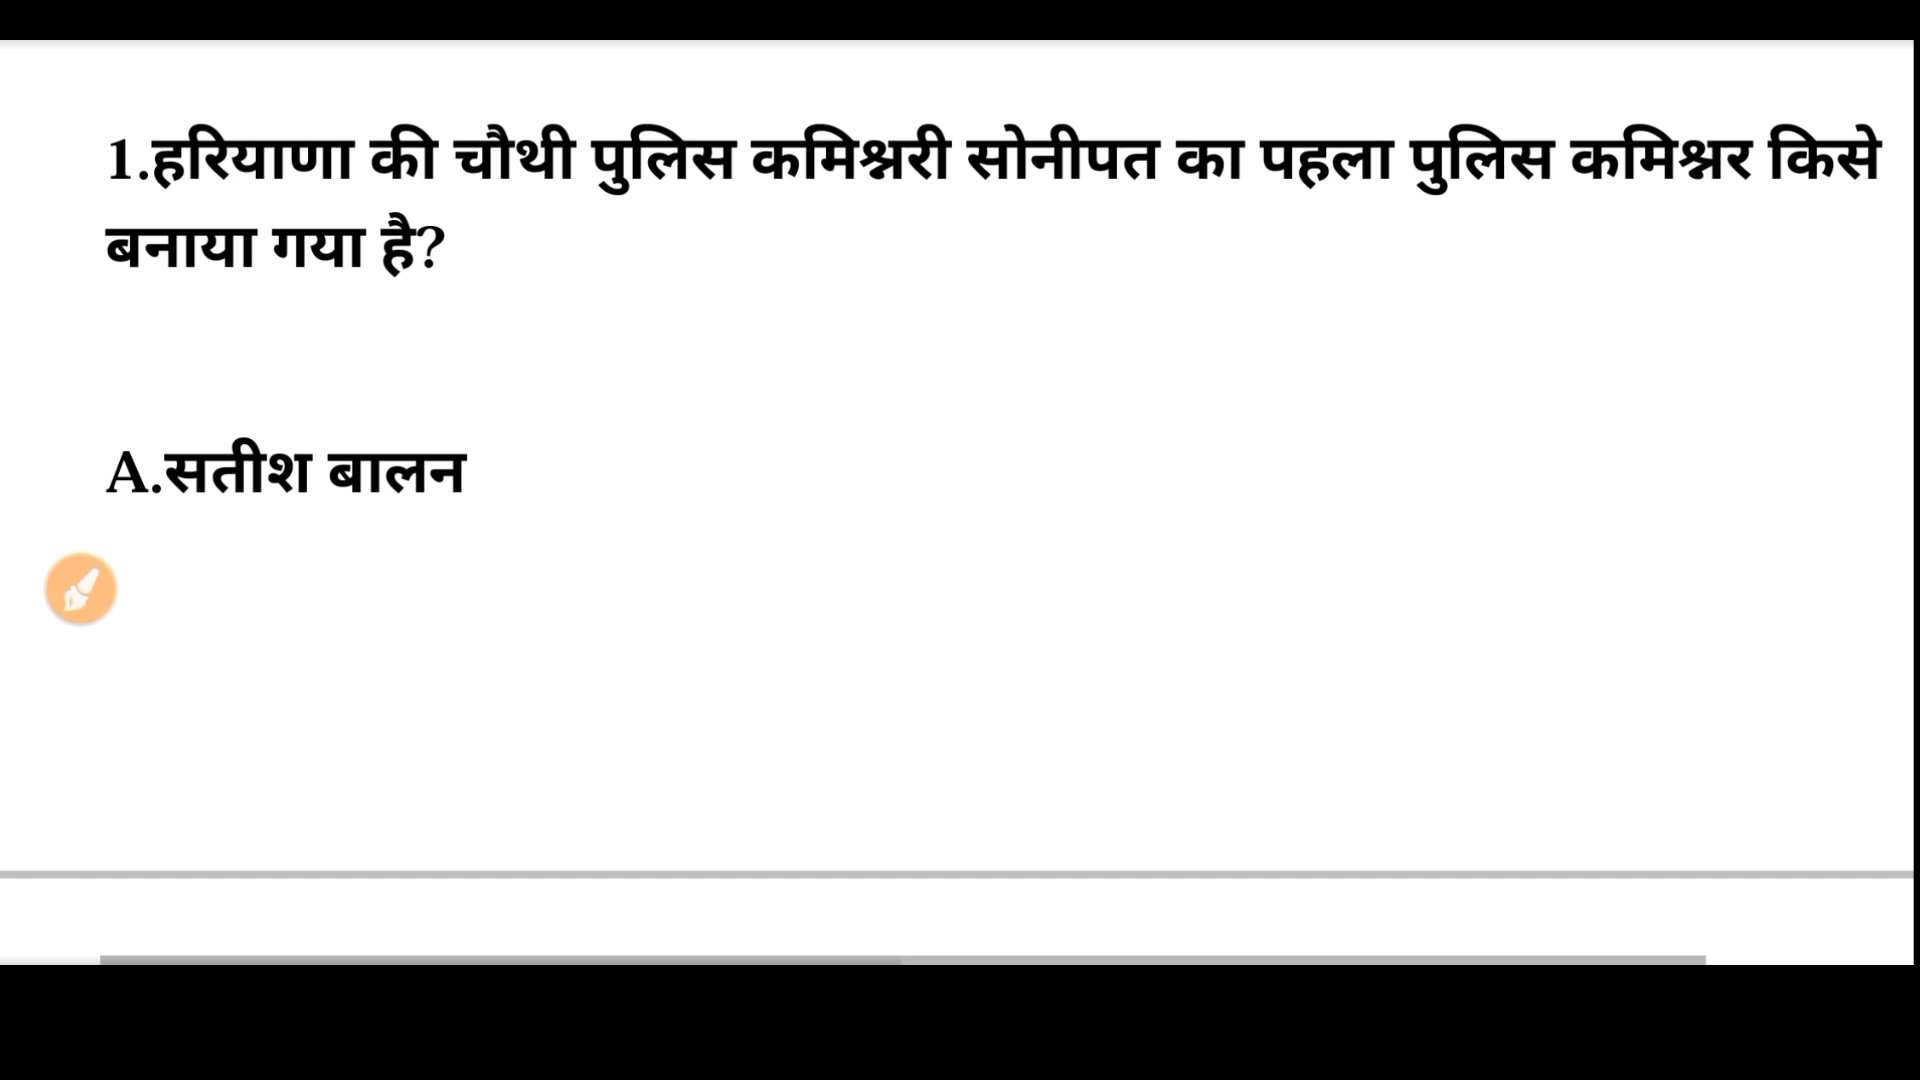 1.हरियाणा की चौथी पुलिस कमिश्नरी सोनीपत का पहला पुलिस कमिश्नर किसे
बनाया गया है?
A.सतीश बालन